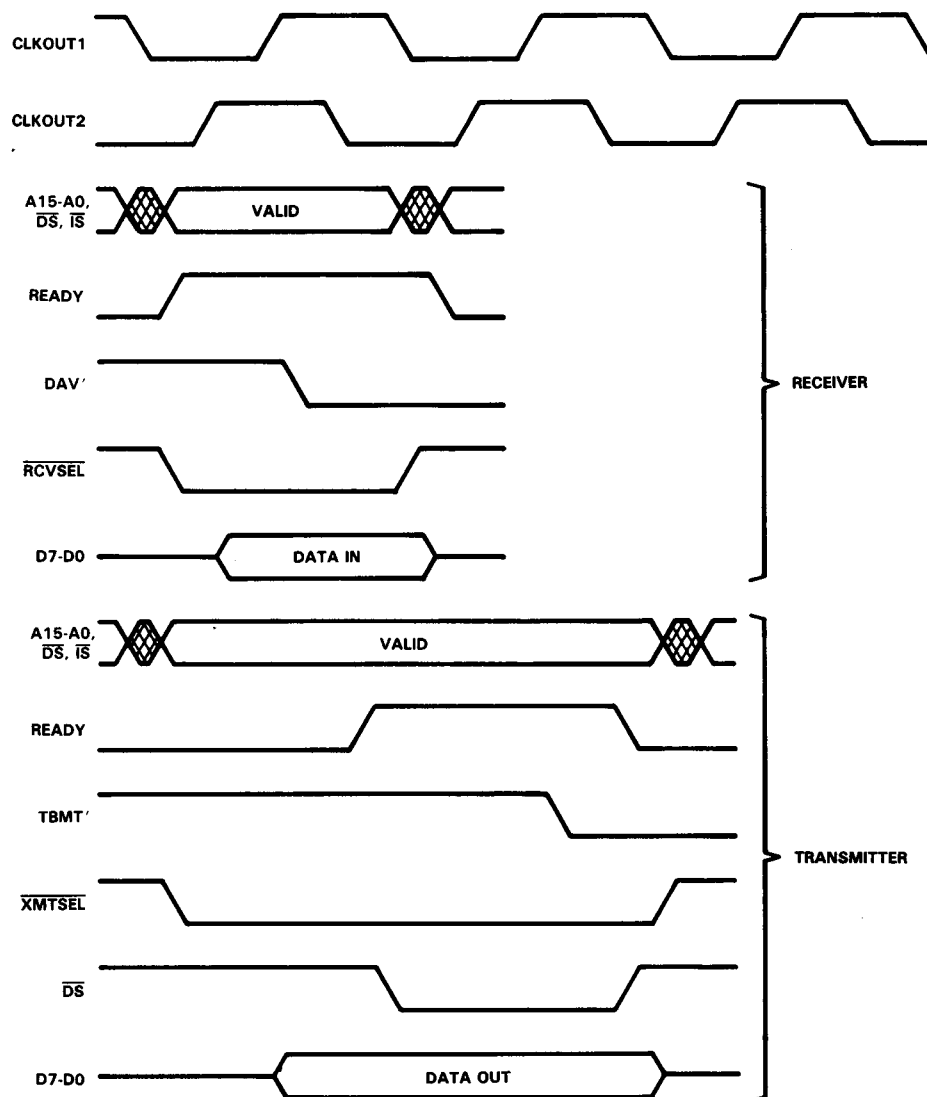 CLKOUT1
CLKOUT2
A15-A0,
DS, IS
VALID
READY
DAV'
RCVSEL
D7-D0
DATA IN
RECEIVER
A15-A0,
DS, IS
VALID
READY
TBMT'
XMTSEL
DS
D7-D0
DATA OUT
TRANSMITTER